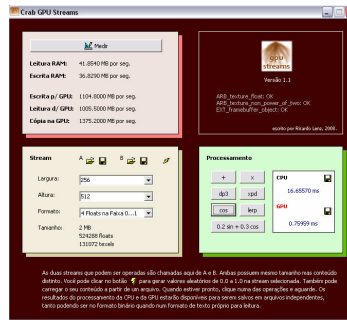 Crab GPU Streams
Medir
Leitura RAM: 41.8540 MB por seg.
Escrita RAM: 36.8290 MB por seg.
Escrita p/ GPU: 1104.0000 MB por seg.
Leitura d/ GPU: 1005.5000 MB por seg.
Cópia na GPU: 1375.2000 MB por seg.
gpu
streams
Versão 1.1
ARB_texture_float: OK
ARB_texture_non_power_of_two: OK
EXT_framebuffer_object: OK
escrito por Ricardo Lenz, 2008.
Stream A B
Largura: 256
Altura: 512
Formato: 4 Floats na Faixa 0...1
Tamanho: 2 MB
524288 floats
131072 texels
Processamento
+ x
dp3 xpd
cos lerp
0.2 sin + 0.3 cos
CPU
16.65570 ms
GPU
0.75959 ms
As duas streams que podem ser operadas são chamadas aqui de A e B. Ambas possuem mesmo tamanho mas conteúdo
distinto. Você pode clicar no botão para gerar valores aleatórios de 0.0 a 1.0 na stream selecionada. Também pode
carregar o seu conteúdo a partir de um arquivo. Quando estiver pronto, clique numa das operações e aguarde. Os
resultados do processamento da CPU e da GPU estarão disponíveis para serem salvos em arquivos independentes,
tanto podendo ser no formato binário quando num formato de texto próprio para leitura.